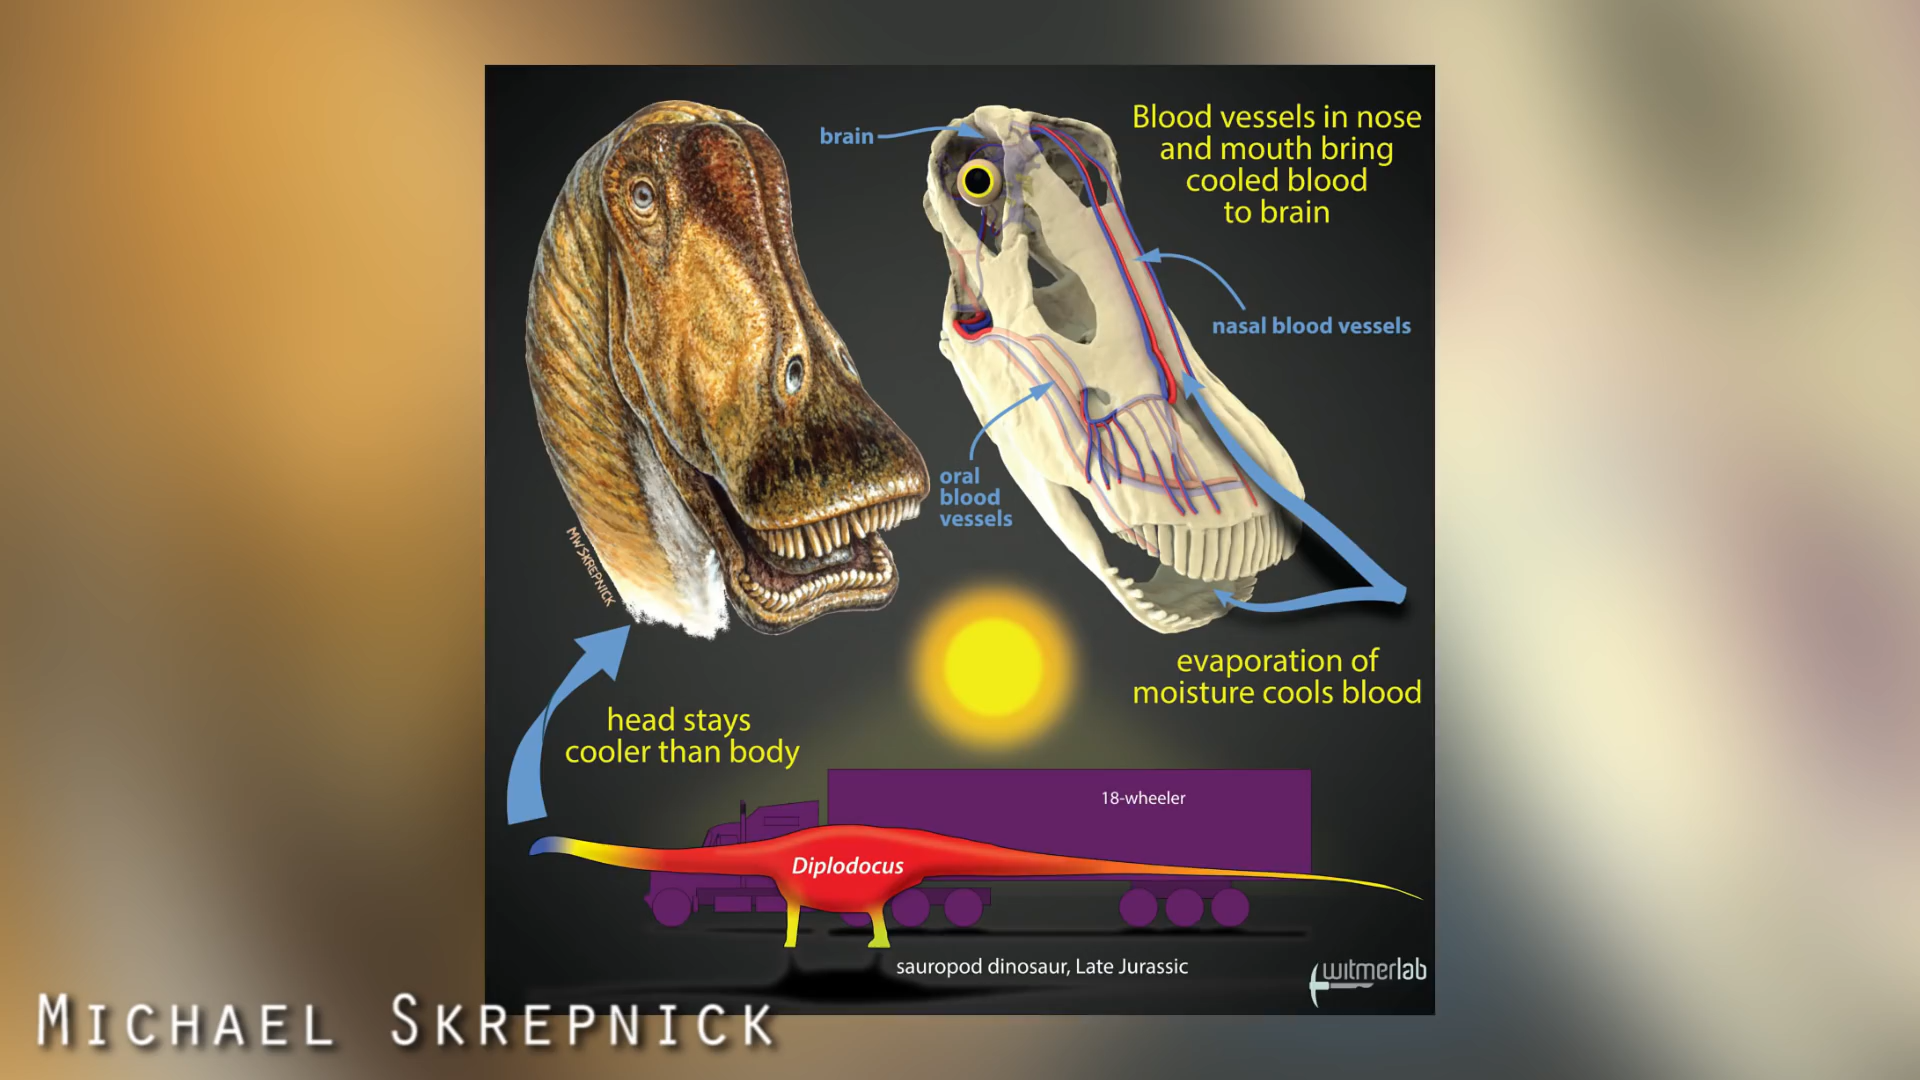 brain
Blood vessels in nose
and mouth bring
cooled blood
to brain
nasal blood vessels
oral
blood
vessels
MWSKREPNICK
evaporation of
moisture cools blood
head stays
cooler than body
18-wheeler
Diplodocus
sauropod dinosaur, Late Jurassic
witmerlab
MICHAEL SKREPNICK